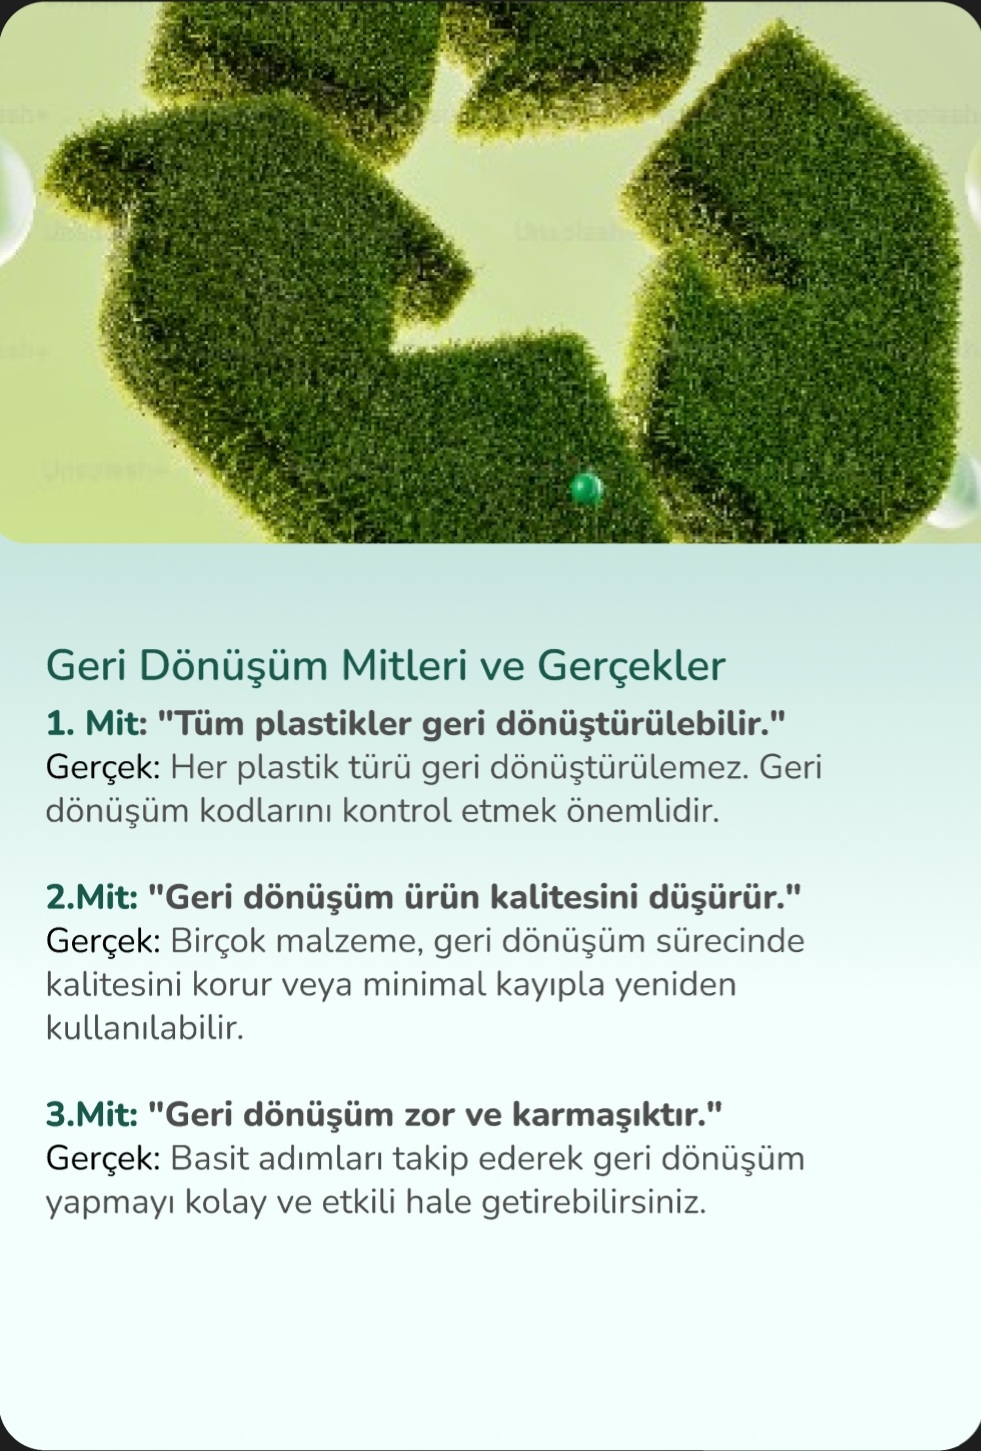 Unsplash+
Geri Dönüşüm Mitleri ve Gerçekler
1. Mit: "Tüm plastikler geri dönüştürülebilir."
Gerçek: Her plastik türü geri dönüştürülemez. Geri
dönüşüm kodlarını kontrol etmek önemlidir.
2.Mit: "Geri dönüşüm ürün kalitesini düşürür."
Gerçek: Birçok malzeme, geri dönüşüm sürecinde
kalitesini korur veya minimal kayıpla yeniden
kullanılabilir.
3.Mit: "Geri dönüşüm zor ve karmaşıktır."
Gerçek: Basit adımları takip ederek geri dönüşüm
yapmayı kolay ve etkili hale getirebilirsiniz.